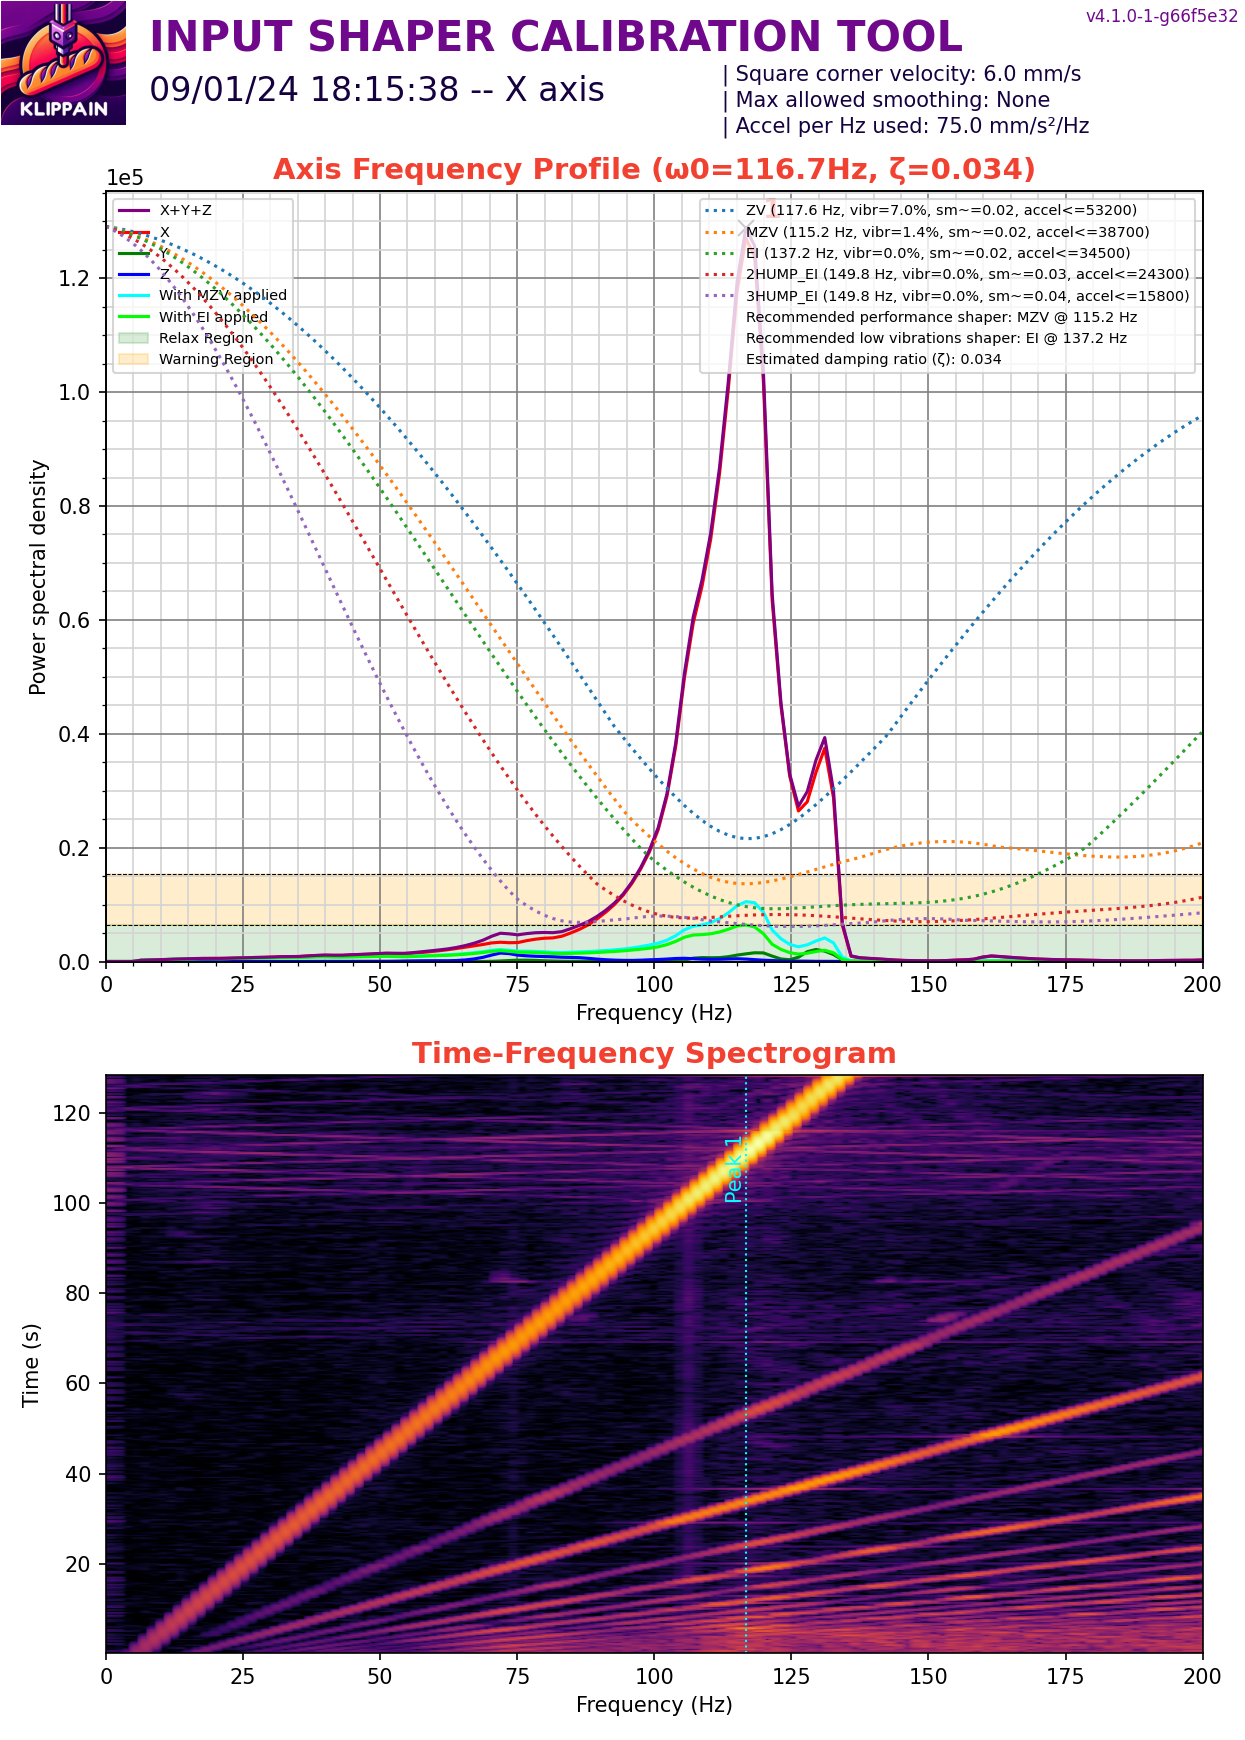 v4.1.0-1-g66f5e32
INPUT SHAPER CALIBRATION TOOL
09/01/24 18:15:38 -- X axis
| Square corner velocity: 6.0 mm/s
| Max allowed smoothing: None
| Accel per Hz used: 75.0 mm/s²/Hz
KLIPPAIN
Axis Frequency Profile (ω0=116.7Hz, ζ=0.034)
1e5
X+Y+Z
X
Y
Z
With MZV applied
With EI applied
Relax Region
Warning Region
1
ZV (117.6 Hz, vibr=7.0%, sm~=0.02, accel<=53200)
MZV (115.2 Hz, vibr=1.4%, sm~=0.02, accel<=38700)
EI (137.2 Hz, vibr=0.0%, sm~=0.02, accel<=34500)
2HUMP_EI (149.8 Hz, vibr=0.0%, sm~=0.03, accel<=24300)
3HUMP_EI (149.8 Hz, vibr=0.0%, sm~=0.04, accel<=15800)
Recommended performance shaper: MZV @ 115.2 Hz
Recommended low vibrations shaper: EI @ 137.2 Hz
Estimated damping ratio (ζ): 0.034
Power spectral density
1.2
1.0
0.8
0.6
0.4
0.2
0.0
0 25 50 75 100 125 150 175 200
Frequency (Hz)
Time-Frequency Spectrogram
Time (s)
120
100
80
60
40
20
Peak 1
0 25 50 75 100 125 150 175 200
Frequency (Hz)